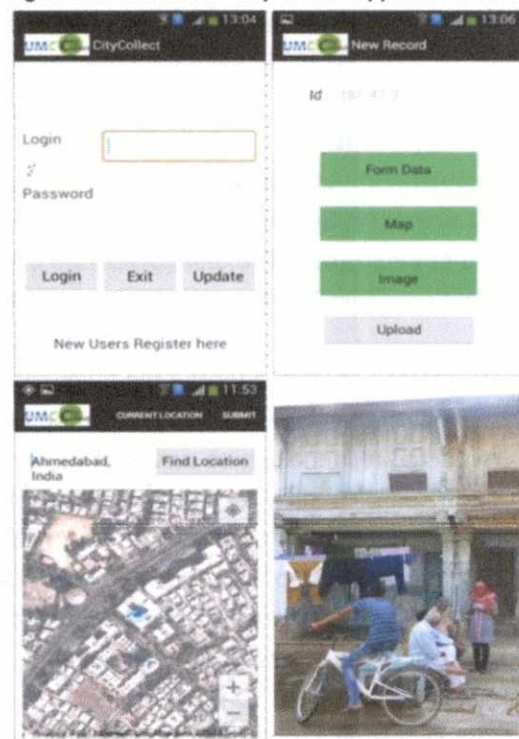 13:04
UMC CityCollect
Login
Password
Login Exit Update
New Users Register here
13:06
UMC New Record
Id
Form Data
Map
Image
Upload
11:53
UMC CURRENT LOCATION SUBMIT
Ahmedabad,
India
Find Location
+
−